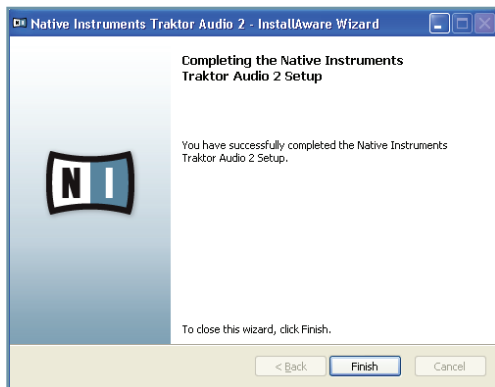 Native Instruments Traktor Audio 2 - InstallAware Wizard
Completing the Native Instruments
Traktor Audio 2 Setup
You have successfully completed the Native Instruments
Traktor Audio 2 Setup.
NI
To close this wizard, click Finish.
< Back Finish Cancel